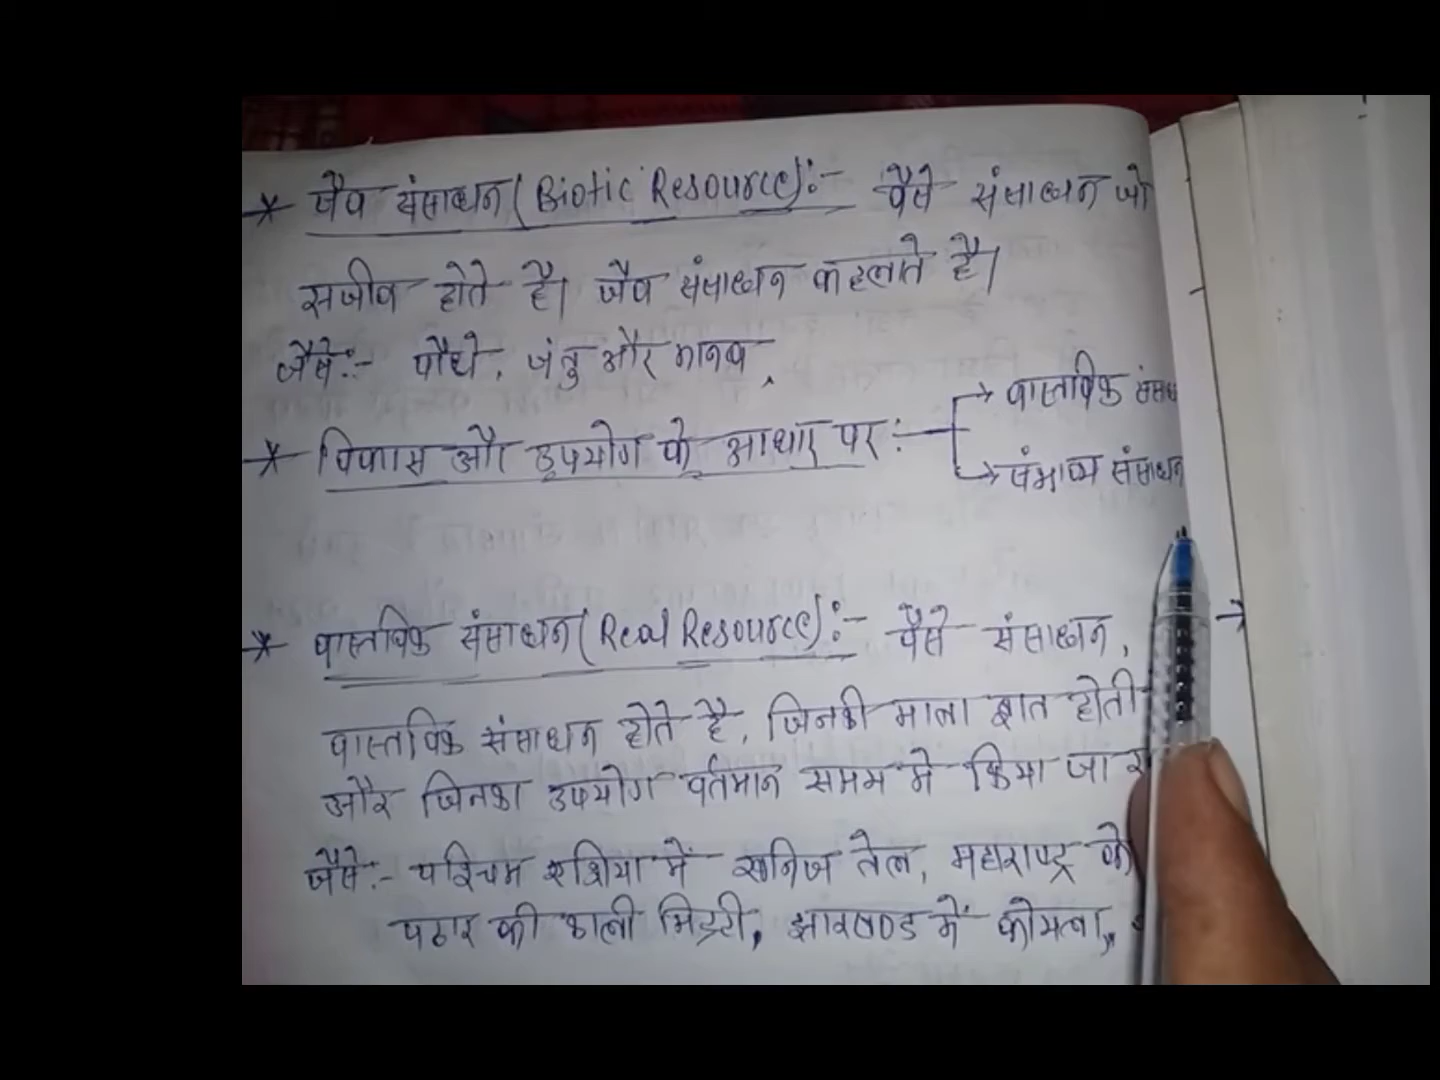 * जैव संसाधन (Biotic Resource):- वैसे संसाधन जो
सजीव होते है। जैव संसाधन कहलाते है।
जैसे:- पौधे, जंतु और मानव,
* विकास और उपयोग के आधार पर:-
→ वास्तविक
→ संभाव्य संसाधन
* वास्तविक संसाधन (Real Resource):- वैसे संसाधन,
वास्तविक संसाधन होते है, जिनकी मात्रा ज्ञात होती
और जिनका उपयोग वर्तमान समय मे किया जा
जैसे:- पश्चिम एशिया में खनिज तेल, महाराष्ट्र के
पठार की काली मिट्टी, झारखण्ड में कोयला,